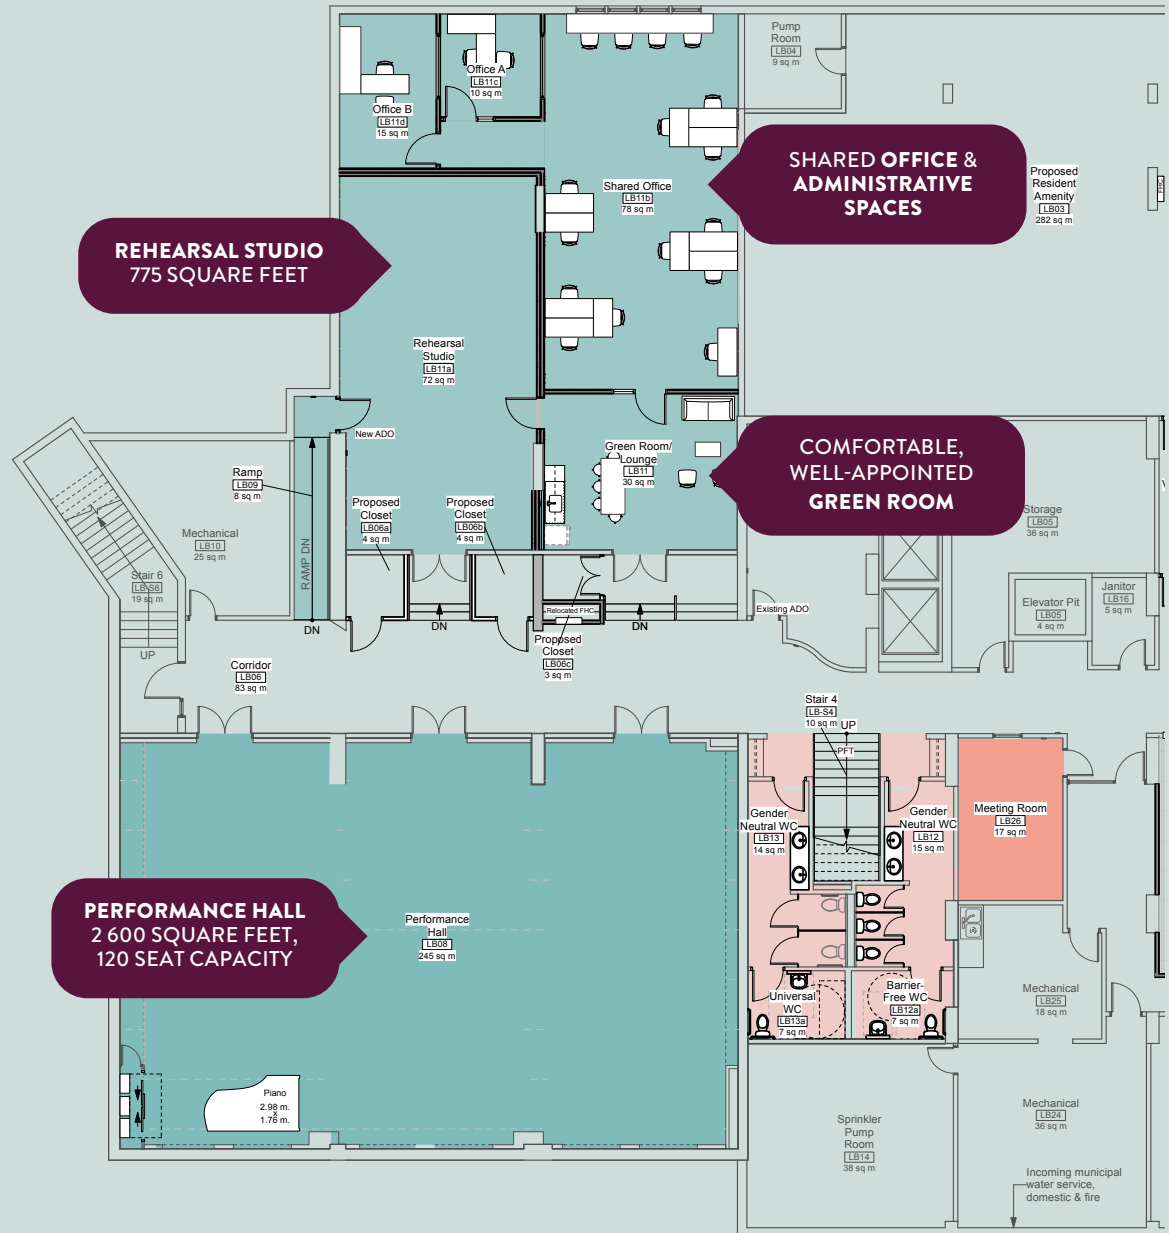 Pump
Room
LB04
9 sq m
Office A
LB11c
10 sq m
Office B
LB11d
15 sq m
SHARED OFFICE &
ADMINISTRATIVE
SPACES
Shared Office
LB11b
78 sq m
Proposed
Resident
Amenity
LB03
282 sq m
FHC
REHEARSAL STUDIO
775 SQUARE FEET
Rehearsal
Studio
LB11a
72 sq m
New ADO
COMFORTABLE,
WELL-APPOINTED
GREEN ROOM
Green Room/
Lounge
LB11
30 sq m
Ramp
LB09
8 sq m
Proposed
Closet
LB06a
4 sq m
Proposed
Closet
LB06b
4 sq m
Storage
LB05
36 sq m
Mechanical
LB10
25 sq m
RAMP DN
Stair 6
LB-S6
19 sq m
Elevator Pit
LB05
4 sq m
Janitor
LB16
5 sq m
Existing ADO
Relocated FHC
DN
DN
DN
UP
Proposed
Closet
LB06c
3 sq m
Corridor
LB06
83 sq m
Stair 4
LB-S4
10 sq m
UP
PFT
Gender
Neutral WC
LB13
14 sq m
Gender
Neutral WC
LB12
15 sq m
Meeting Room
LB26
17 sq m
PERFORMANCE HALL
2 600 SQUARE FEET,
120 SEAT CAPACITY
Performance
Hall
LB08
245 sq m
Universal
WC
LB13a
7 sq m
Barrier-
Free WC
LB12a
7 sq m
Mechanical
LB25
18 sq m
Piano
2.98 m.
x
1.76 m.
Sprinkler
Pump
Room
LB14
38 sq m
Mechanical
LB24
36 sq m
Incoming municipal
water service,
domestic & fire